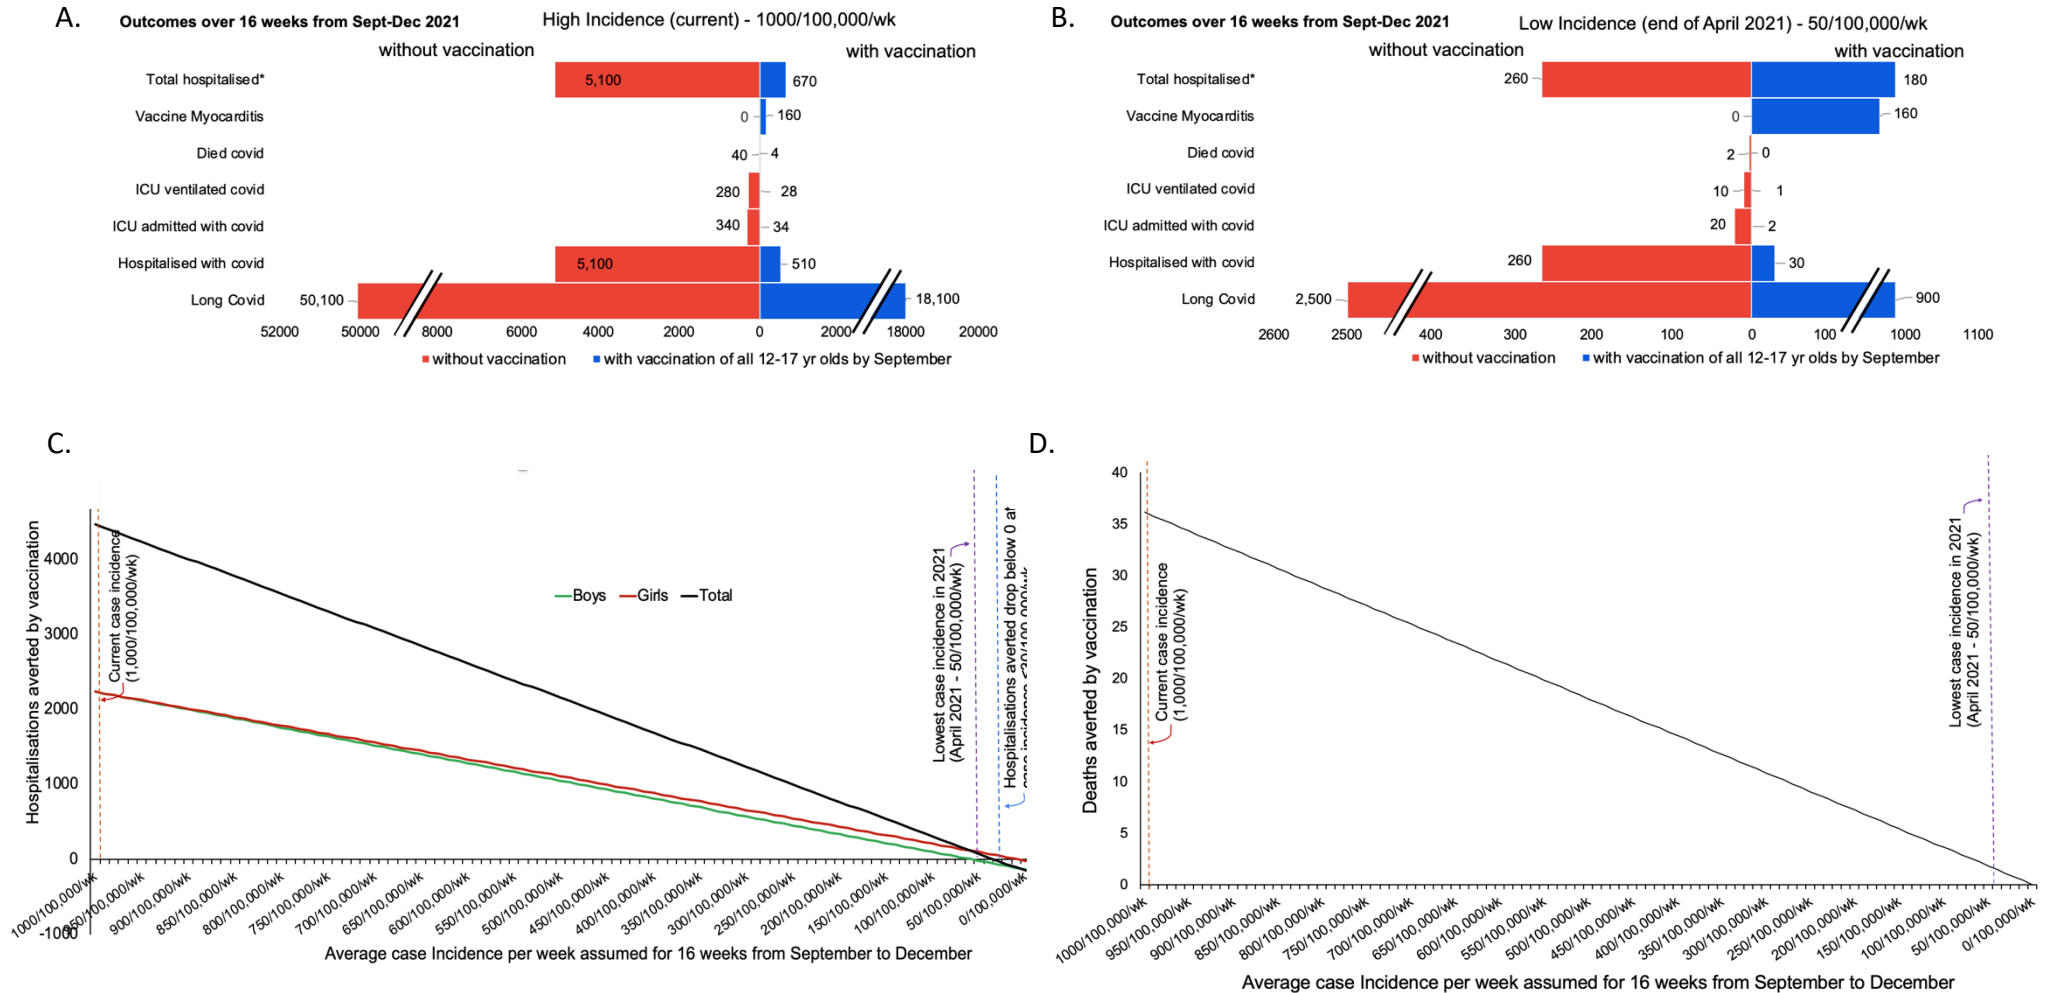 A.
Outcomes over 16 weeks from Sept-Dec 2021
High Incidence (current) - 1000/100,000/wk
without vaccination
with vaccination
Total hospitalised*
5,100
670
Vaccine Myocarditis
0
160
Died covid
40
4
ICU ventilated covid
280
28
ICU admitted with covid
340
34
Hospitalised with covid
5,100
510
Long Covid
50,100
18,100
52000 50000 8000 6000 4000 2000 0 20000 18000 20000
without vaccination
with vaccination of all 12-17 yr olds by September
B.
Outcomes over 16 weeks from Sept-Dec 2021
Low Incidence (end of April 2021) - 50/100,000/wk
without vaccination
with vaccination
Total hospitalised*
260
180
Vaccine Myocarditis
0
160
Died covid
2
0
ICU ventilated covid
10
1
ICU admitted with covid
20
2
Hospitalised with covid
260
30
Long Covid
2,500
900
2600 2500 400 300 200 100 0 100 1000 1100
without vaccination
with vaccination of all 12-17 yr olds by September
C.
Hospitalisations averted by vaccination
4000
3000
2000
1000
0
-1000
Current case incidence
(1,000/100,000/wk)
Boys Girls Total
Lowest case incidence in 2021
(April 2021 - 50/100,000/wk)
Hospitalisations averted drop below 0 at
1000/100,000/wk
950/100,000/wk
900/100,000/wk
850/100,000/wk
800/100,000/wk
750/100,000/wk
700/100,000/wk
650/100,000/wk
600/100,000/wk
550/100,000/wk
500/100,000/wk
450/100,000/wk
400/100,000/wk
350/100,000/wk
300/100,000/wk
250/100,000/wk
200/100,000/wk
150/100,000/wk
100/100,000/wk
50/100,000/wk
0/100,000/wk
Average case Incidence per week assumed for 16 weeks from September to December
D.
Deaths averted by vaccination
40
35
30
25
20
15
10
5
0
Current case incidence
(1,000/100,000/wk)
Lowest case incidence in 2021
(April 2021 - 50/100,000/wk)
1000/100,000/wk
950/100,000/wk
900/100,000/wk
850/100,000/wk
800/100,000/wk
750/100,000/wk
700/100,000/wk
650/100,000/wk
600/100,000/wk
550/100,000/wk
500/100,000/wk
450/100,000/wk
400/100,000/wk
350/100,000/wk
300/100,000/wk
250/100,000/wk
200/100,000/wk
150/100,000/wk
100/100,000/wk
50/100,000/wk
0/100,000/wk
Average case Incidence per week assumed for 16 weeks from September to December